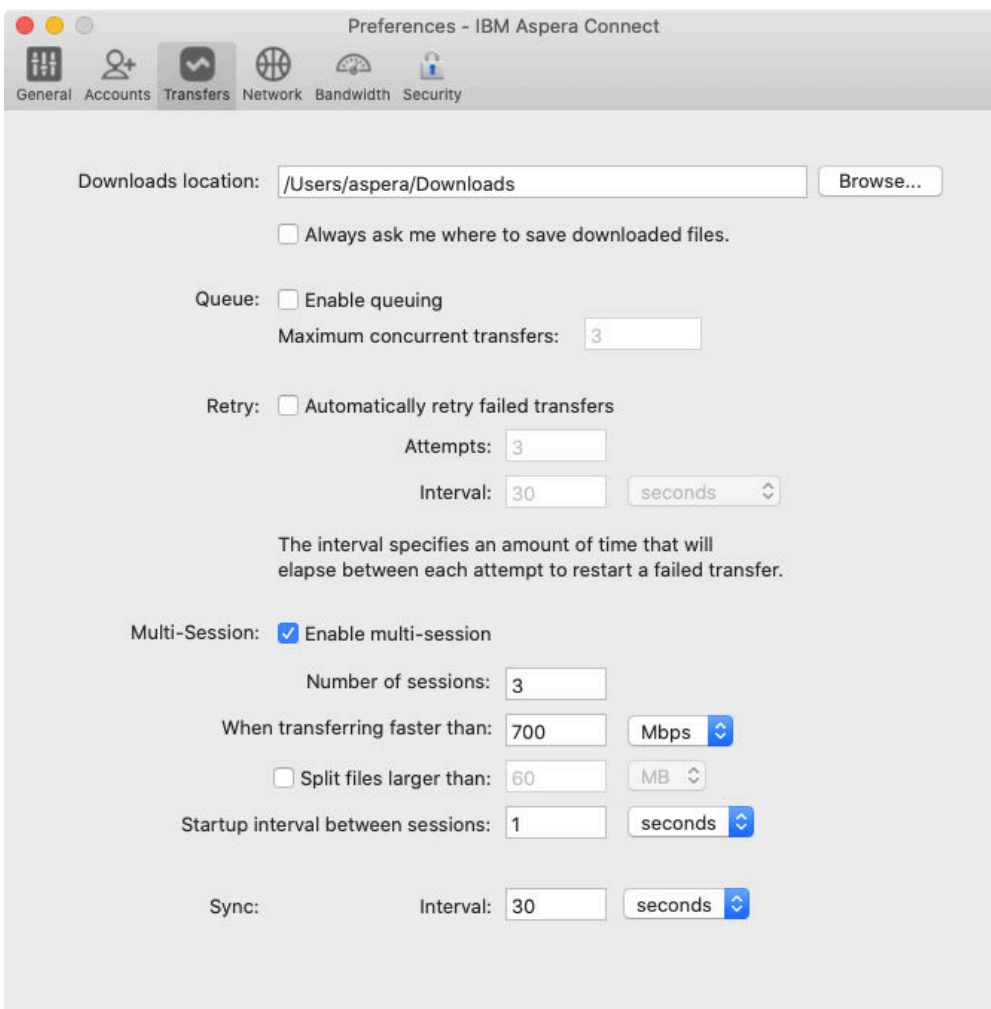 Preferences - IBM Aspera Connect
General Accounts Transfers Network Bandwidth Security
Downloads location: /Users/aspera/Downloads Browse...
Always ask me where to save downloaded files.
Queue: Enable queuing
Maximum concurrent transfers: 3
Retry: Automatically retry failed transfers
Attempts: 3
Interval: 30 seconds
The interval specifies an amount of time that will
elapse between each attempt to restart a failed transfer.
Multi-Session: Enable multi-session
Number of sessions: 3
When transferring faster than: 700 Mbps
Split files larger than: 60 MB
Startup interval between sessions: 1 seconds
Sync: Interval: 30 seconds